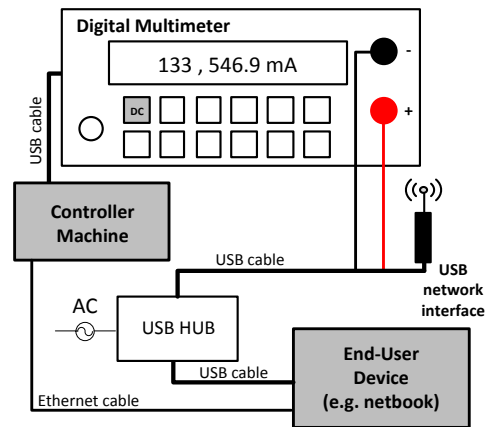 Digital Multimeter
133 , 546.9 mA
-
DC
+
USB cable
Controller
Machine
USB cable
USB
network
interface
AC
USB HUB
USB cable
End-User
Device
(e.g. netbook)
Ethernet cable